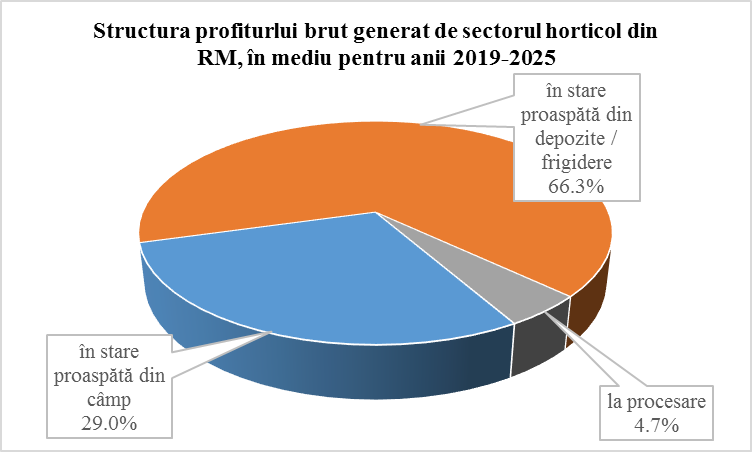 Structura profiturlui brut generat de sectorul horticol din
RM, în mediu pentru anii 2019-2025
în stare
proaspătă din
depozite /
frigidere
66.3%
în stare
proaspătă din
câmp
29.0%
la procesare
4.7%